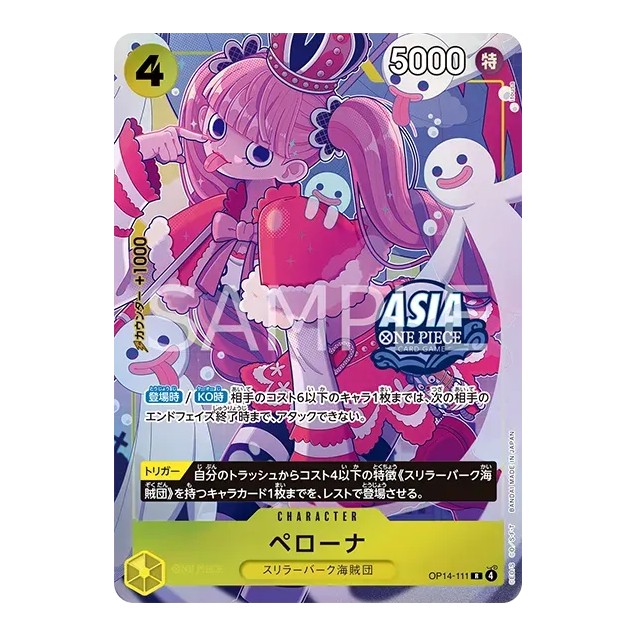 4
5000 特
カウンター +1000
SAMPLE
ASIA
ONE PIECE
CARD GAME
登場時 / KO時 相手のコスト6以下のキャラ1枚までは、次の相手の
エンドフェイズ終了時まで、アタックできない。
トリガー 自分のトラッシュからコスト4以下の特徴《スリラーバーク海
賊団》を持つキャラカード1枚までを、レストで登場させる。
CHARACTER
ペローナ
スリラーバーク海賊団
ONE PIECE
OP14-111 R 4
BANDAI MADE IN JAPAN